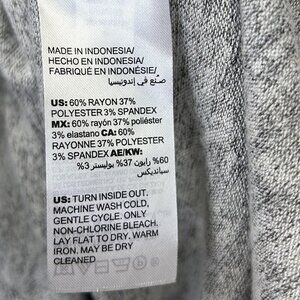 MADE IN INDONESIA/
HECHO EN INDONESIA/
FABRIQUÉ EN INDONÉSIE/
صنع في إندونيسيا
US: 60% RAYON 37%
POLYESTER 3% SPANDEX
MX: 60% rayón 37% poliéster
3% elastano CA: 60%
RAYONNE 37% POLYESTER
3% SPANDEX AE/KW:
60% رايون 37% بوليستر 3%
سباندیکس
US: TURN INSIDE OUT.
MACHINE WASH COLD,
GENTLE CYCLE. ONLY
NON-CHLORINE BLEACH.
LAY FLAT TO DRY. WARM
IRON. MAY BE DRY
CLEANED